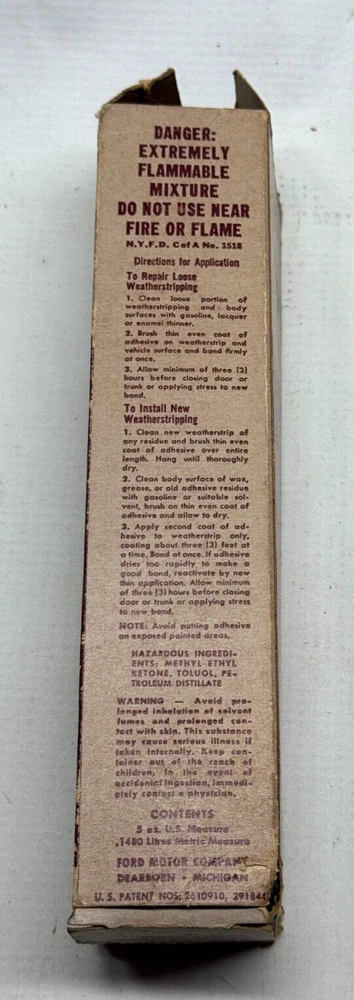 DANGER:
EXTREMELY
FLAMMABLE
MIXTURE
DO NOT USE NEAR
FIRE OR FLAME
N.Y.F.D. C of A No. 1518
Directions for Application
To Repair Loose
Weatherstripping
1. Clean loose portion of
weatherstripping and body
surfaces with gasoline, lacquer
or enamel thinner.
2. Brush thin even coat of
adhesive on weatherstrip and
vehicle surface and bond firmly
at once.
3. Allow minimum of three (3)
hours before closing door or
trunk or applying stress to new
bond.
To Install New
Weatherstripping
1. Clean new weatherstrip of
any residue and brush thin even
coat of adhesive over entire
length. Hang until thoroughly
dry.
2. Clean body surface of wax,
grease, or old adhesive residue
with gasoline or suitable sol-
vent, brush on thin even coat of
adhesive and allow to dry.
3. Apply second coat of ad-
hesive to weatherstrip only,
coating about three (3) feet at
a time. Bond at once. If adhesive
dries too rapidly to make a
good bond, reactivate by new
thin application. Allow minimum
of three (3) hours before closing
door or trunk or applying stress
to new bond.
NOTE: Avoid putting adhesive
on exposed painted areas.
HAZARDOUS INGREDI-
ENTS: METHYL ETHYL
KETONE, TOLUOL, PE-
TROLEUM DISTILLATE
WARNING — Avoid pro-
longed inhalation of solvent
fumes and prolonged con-
tact with skin. This substance
may cause serious illness if
taken internally. Keep con-
tainer out of the reach of
children. In the event of
accidental ingestion, immedi-
ately contact a physician.
CONTENTS
5 oz. U.S. Measure
.1480 Litres Metric Measure
FORD MOTOR COMPANY
DEARBORN • MICHIGAN
U. S. PATENT NOS: 2610910,